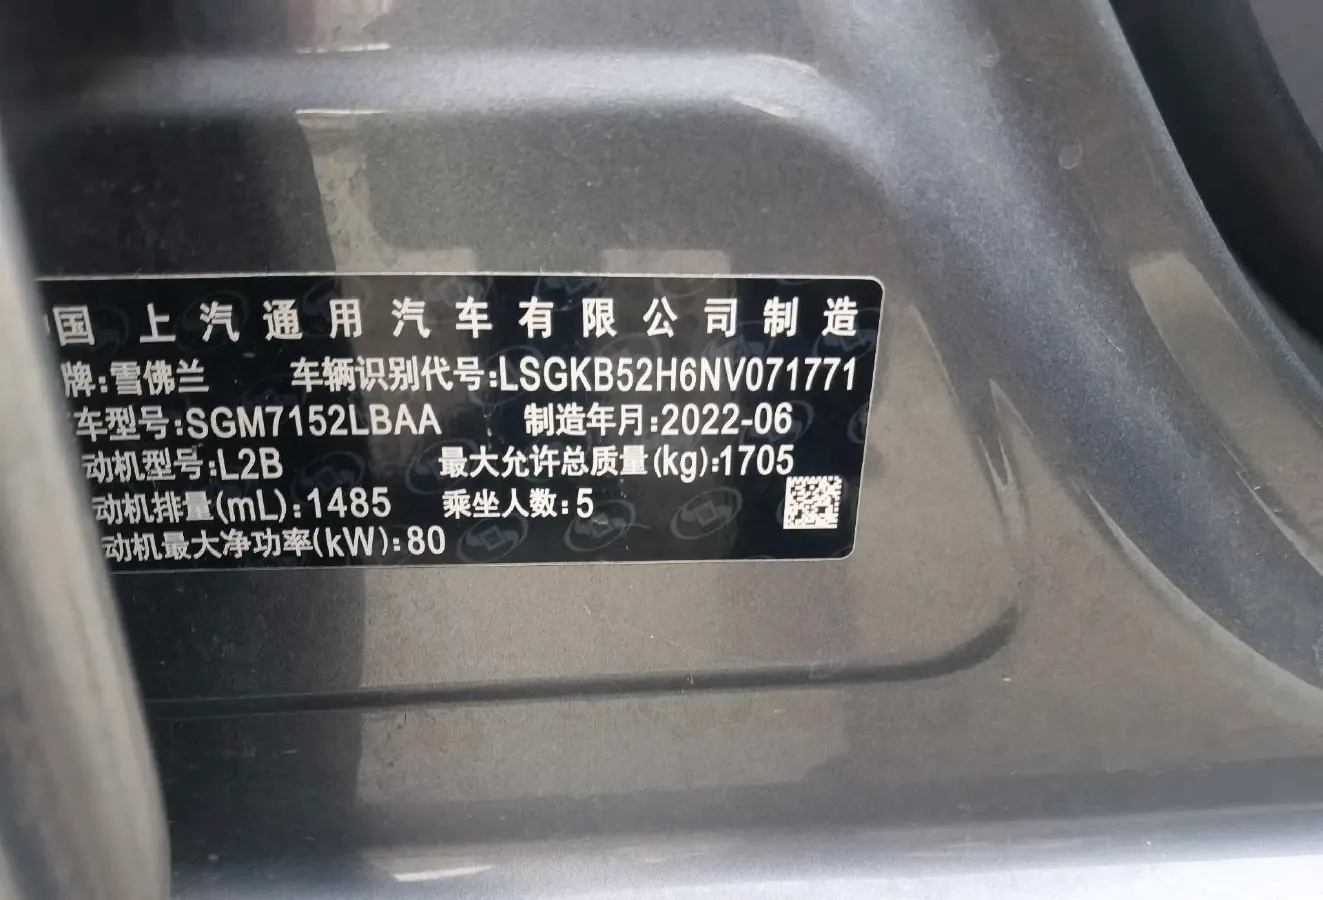 国 上 汽 通 用 汽 车 有 限 公 司 制 造
牌:雪佛兰 车辆识别代号:LSGKB52H6NV071771
车型号:SGM7152LBAA 制造年月:2022-06
动机型号:L2B 最大允许总质量(kg):1705
动机排量(mL):1485 乘坐人数:5
动机最大净功率(kW):80